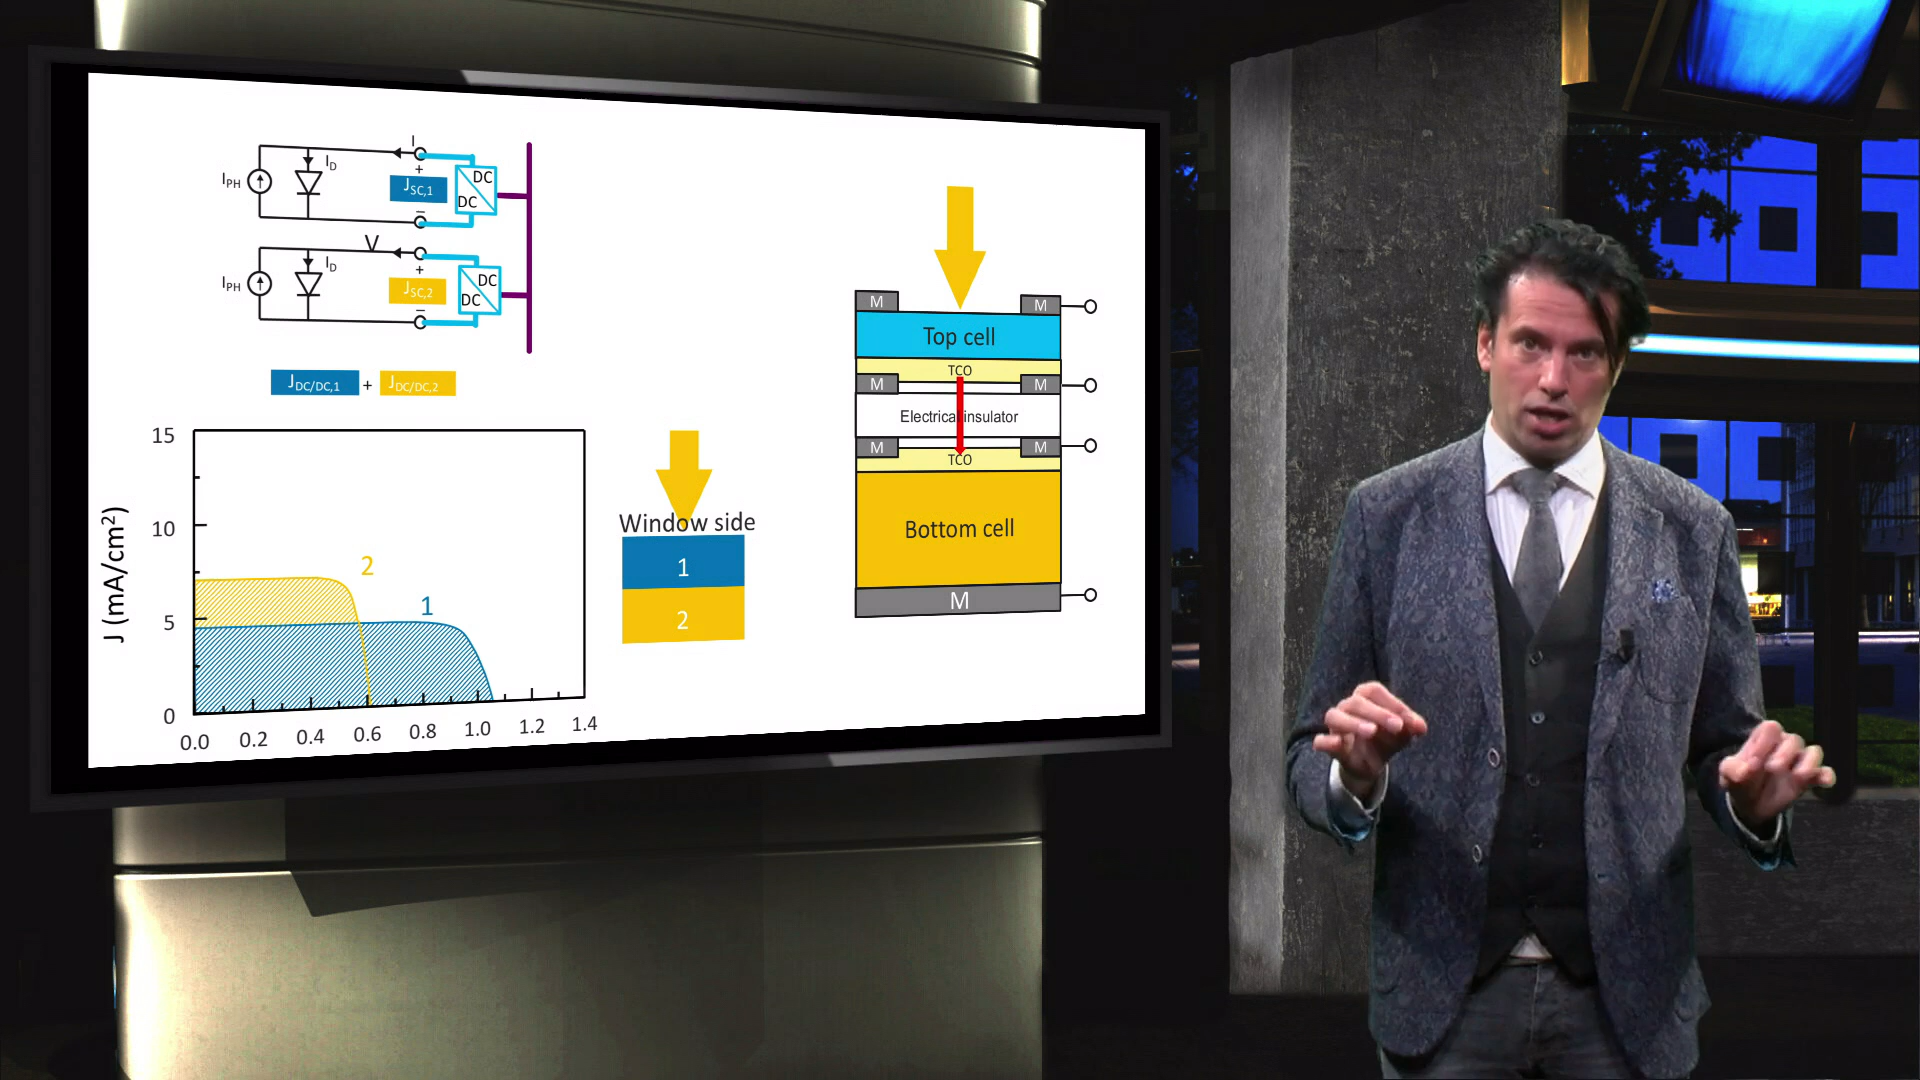 I
I_D
I_PH
+
J_SC,1
DC
DC
−
V
I_D
I_PH
+
J_SC,2
DC
DC
−
J_DC/DC,1 + J_DC/DC,2
15
10
5
0
J (mA/cm²)
2
1
0.0 0.2 0.4 0.6 0.8 1.0 1.2 1.4
Window side
1
2
M M
Top cell
TCO
M M
Electrical insulator
M M
TCO
Bottom cell
M